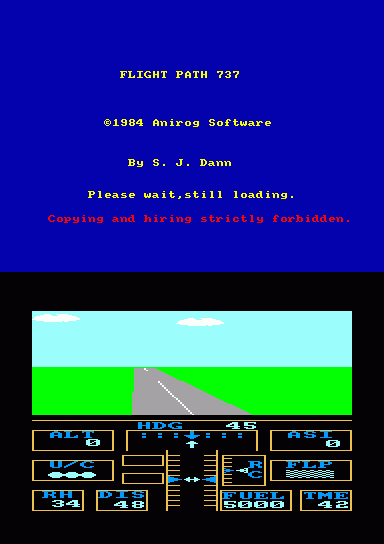 FLIGHT PATH 737
©1984 Anirog Software
By S. J. Dann
Please wait,still loading.
Copying and hiring strictly forbidden.
HDG 45
ALT 0
ASI 0
U/C
RC
FLP
RH 34
DIS 48
FUEL 5000
TME 42